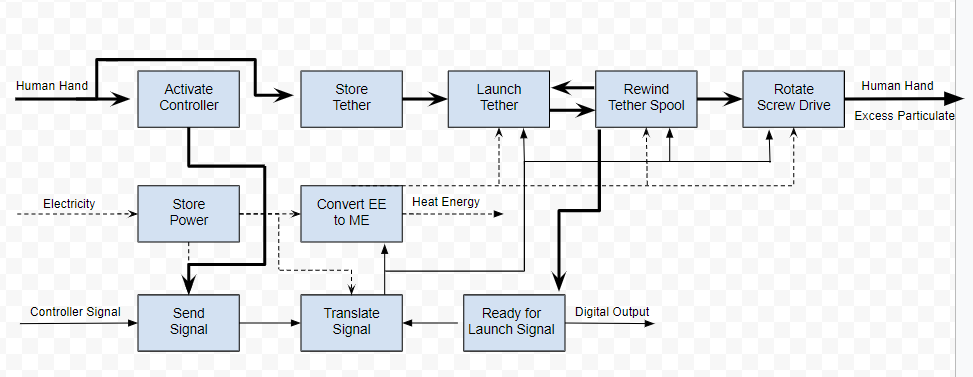 Human Hand
Activate
Controller
Store
Tether
Launch
Tether
Rewind
Tether Spool
Rotate
Screw Drive
Human Hand
Excess Particulate
Electricity
Store
Power
Convert EE
to ME
Heat Energy
Controller Signal
Send
Signal
Translate
Signal
Ready for
Launch Signal
Digital Output